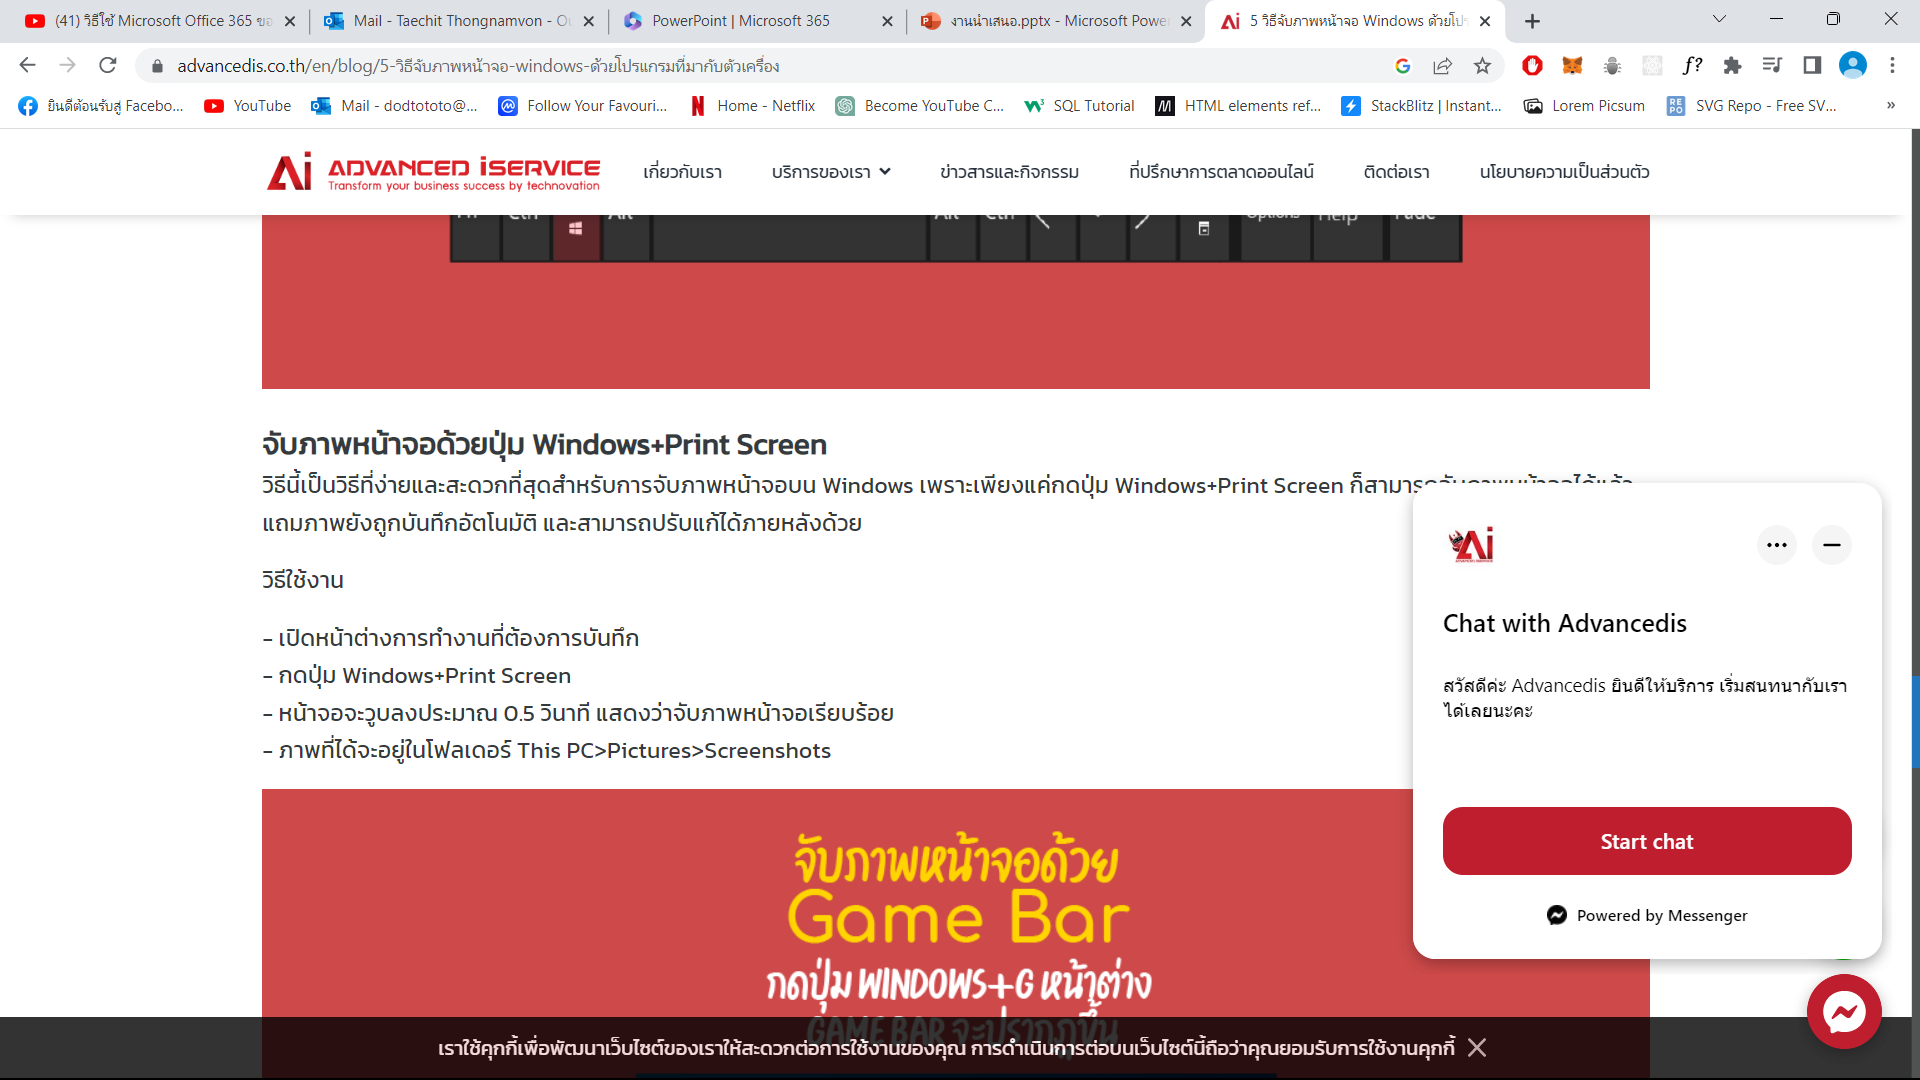 (41) วิธีใช้ Microsoft Office 365 ขอ
Mail - Taechit Thongnamvon - Ou
PowerPoint | Microsoft 365
งานนำเสนอ.pptx - Microsoft Power
5 วิธีจับภาพหน้าจอ Windows ด้วยโปร
advancedis.co.th/en/blog/5-วิธีจับภาพหน้าจอ-windows-ด้วยโปรแกรมที่มากับตัวเครื่อง
f?
ยินดีต้อนรับสู่ Facebo...
YouTube
Mail - dodtototo@...
Follow Your Favouri...
Home - Netflix
Become YouTube C...
SQL Tutorial
HTML elements ref...
StackBlitz | Instant...
Lorem Picsum
SVG Repo - Free SV...
»
Ai ADVANCED iSERVICE
Transform your business success by technovation
เกี่ยวกับเรา
บริการของเรา
ข่าวสารและกิจกรรม
ที่ปรึกษาการตลาดออนไลน์
ติดต่อเรา
นโยบายความเป็นส่วนตัว
Alt Ctrl Options Help
จับภาพหน้าจอด้วยปุ่ม Windows+Print Screen
วิธีนี้เป็นวิธีที่ง่ายและสะดวกที่สุดสำหรับการจับภาพหน้าจอบน Windows เพราะเพียงแค่กดปุ่ม Windows+Print Screen ก็สามารถจับภาพหน้าจอได้แล้ว
แถมภาพยังถูกบันทึกอัตโนมัติ และสามารถปรับแก้ได้ภายหลังด้วย
วิธีใช้งาน
- เปิดหน้าต่างการทำงานที่ต้องการบันทึก
- กดปุ่ม Windows+Print Screen
- หน้าจอจะวูบลงประมาณ 0.5 วินาที แสดงว่าจับภาพหน้าจอเรียบร้อย
- ภาพที่ได้จะอยู่ในโฟลเดอร์ This PC>Pictures>Screenshots
Ai
Chat with Advancedis
สวัสดีค่ะ Advancedis ยินดีให้บริการ เริ่มสนทนากับเรา
ได้เลยนะคะ
Start chat
Powered by Messenger
จับภาพหน้าจอด้วย
Game Bar
กดปุ่ม WINDOWS+G หน้าต่าง
GAME BAR จะปรากฏขึ้น
เราใช้คุกกี้เพื่อพัฒนาเว็บไซต์ของเราให้สะดวกต่อการใช้งานของคุณ การดำเนินการต่อบนเว็บไซต์นี้ถือว่าคุณยอมรับการใช้งานคุกกี้